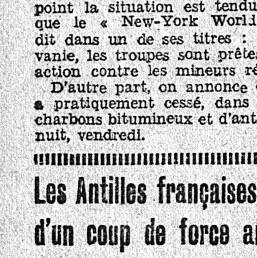 point la situation est tendu
que le « New-York World
dit dans un de ses titres :
vanie, les troupes sont prête
action contre les mineurs ré
D'autre part, on annonce
a pratiquement cessé, dans
charbons bitumineux et d'ant
nuit, vendredi.
Les Antilles françaises
d'un coup de force a